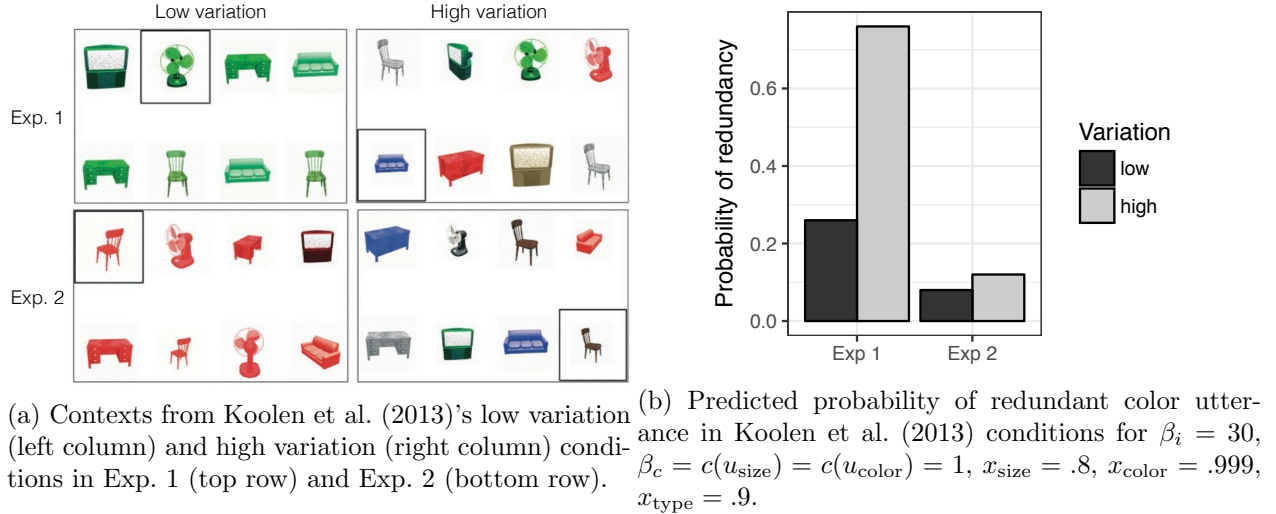 Low variation
High variation
Exp. 1
Exp. 2
(a) Contexts from Koolen et al. (2013)'s low variation
(left column) and high variation (right column) condi-
tions in Exp. 1 (top row) and Exp. 2 (bottom row).
Probability of redundancy
0.6
0.4
0.2
0.0
Exp 1
Exp 2
Variation
low
high
(b) Predicted probability of redundant color utter-
ance in Koolen et al. (2013) conditions for βi = 30,
βc = c(usize) = c(ucolor) = 1, xsize = .8, xcolor = .999,
xtype = .9.